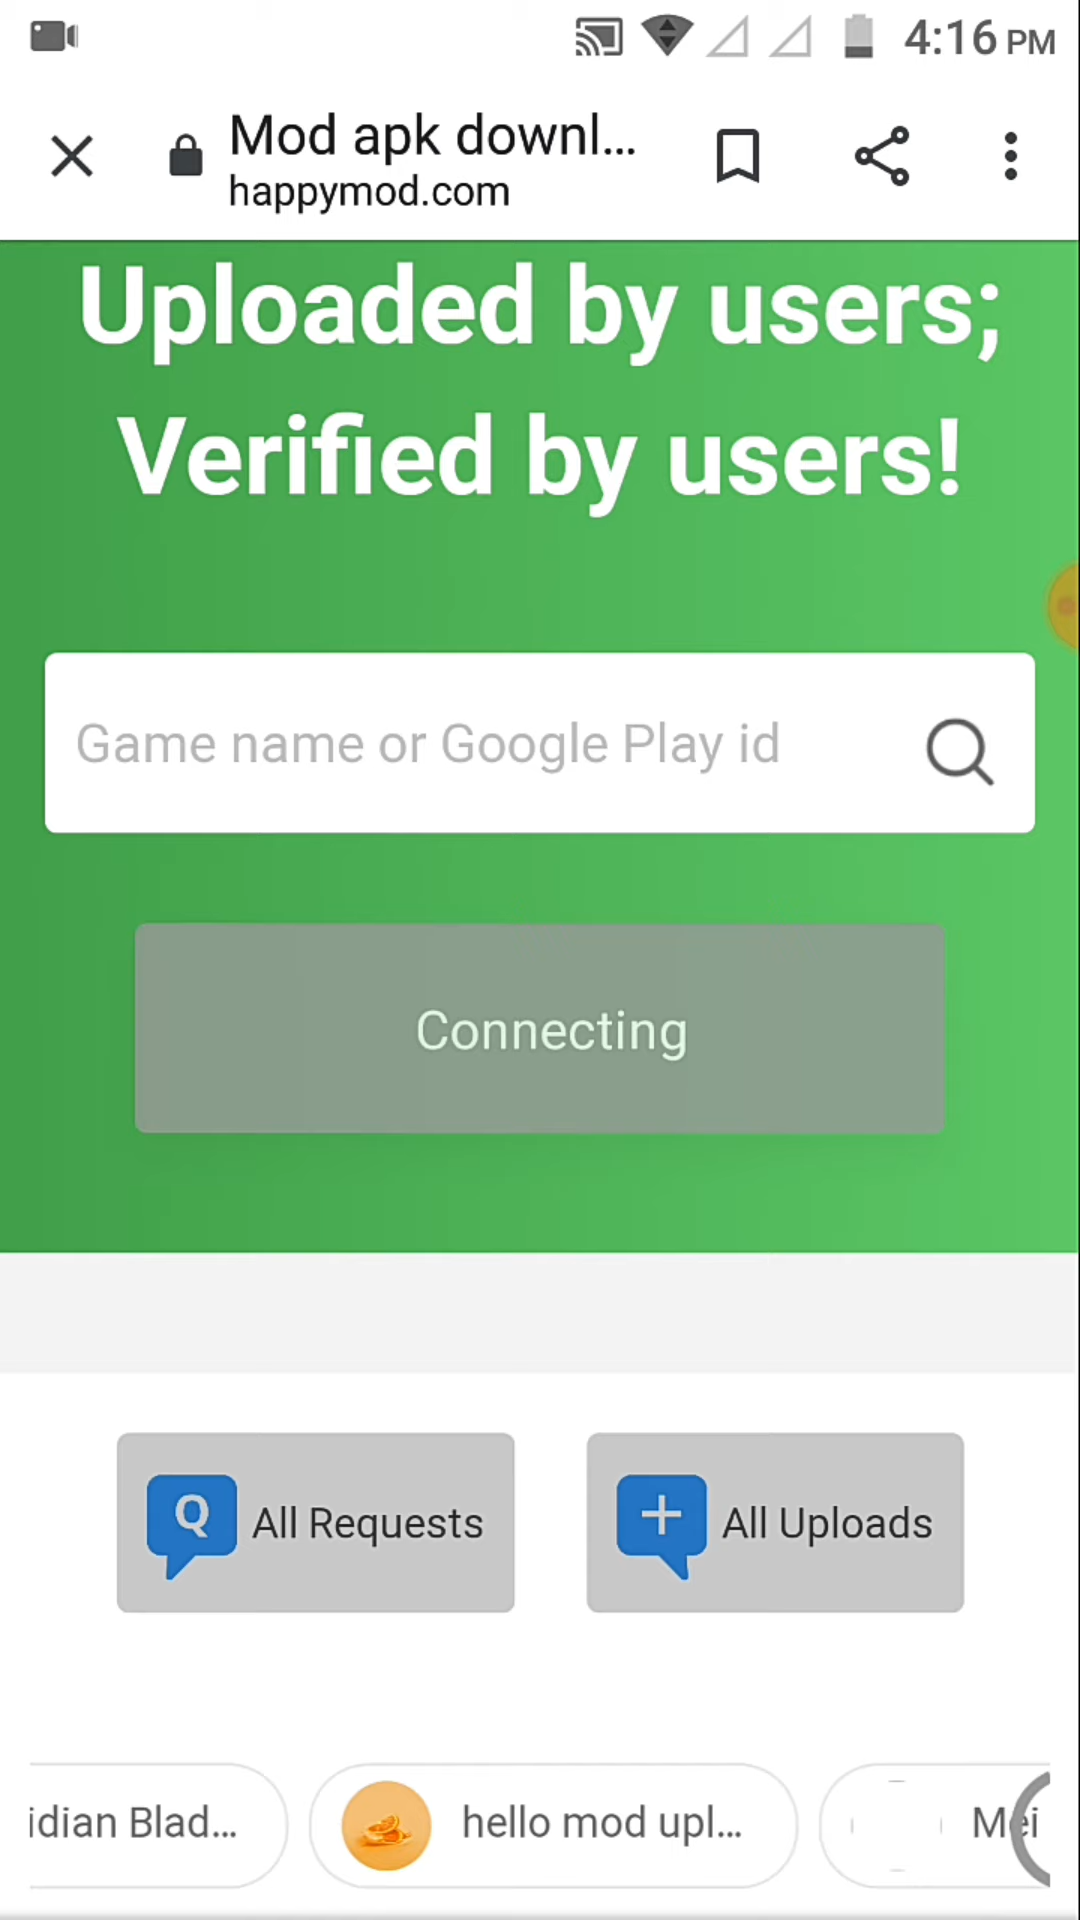 4:16 PM
Mod apk downl...
happymod.com
Uploaded by users;
Verified by users!
Game name or Google Play id
Connecting
Q All Requests
+ All Uploads
idian Blad...
hello mod upl...
Mei